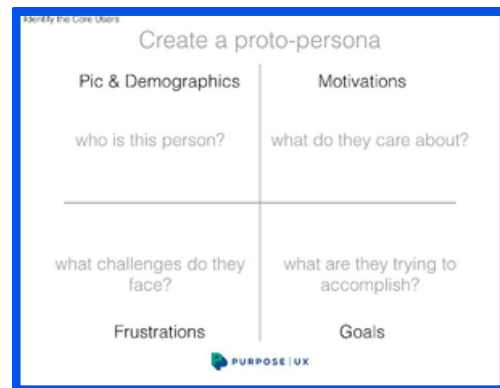 Identify the Core Users
Create a proto-persona
Pic & Demographics
who is this person?
Motivations
what do they care about?
what challenges do they
face?
Frustrations
what are they trying to
accomplish?
Goals
PURPOSE | UX